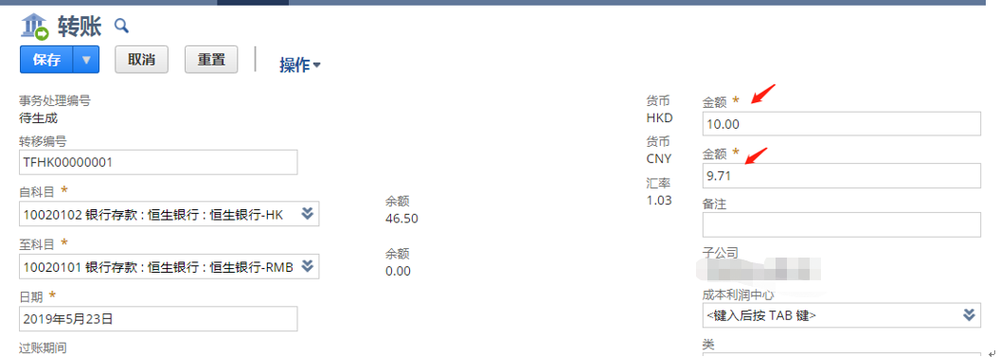 转账
保存
取消
重置
操作
事务处理编号
待生成
转移编号
TFHK00000001
自科目 *
10020102 银行存款 : 恒生银行 : 恒生银行-HK
余额
46.50
至科目 *
10020101 银行存款 : 恒生银行 : 恒生银行-RMB
余额
0.00
日期 *
2019年5月23日
过账期间
货币
HKD
货币
CNY
汇率
1.03
金额 *
10.00
金额 *
9.71
备注
子公司
成本利润中心
<键入后按 TAB 键>
类